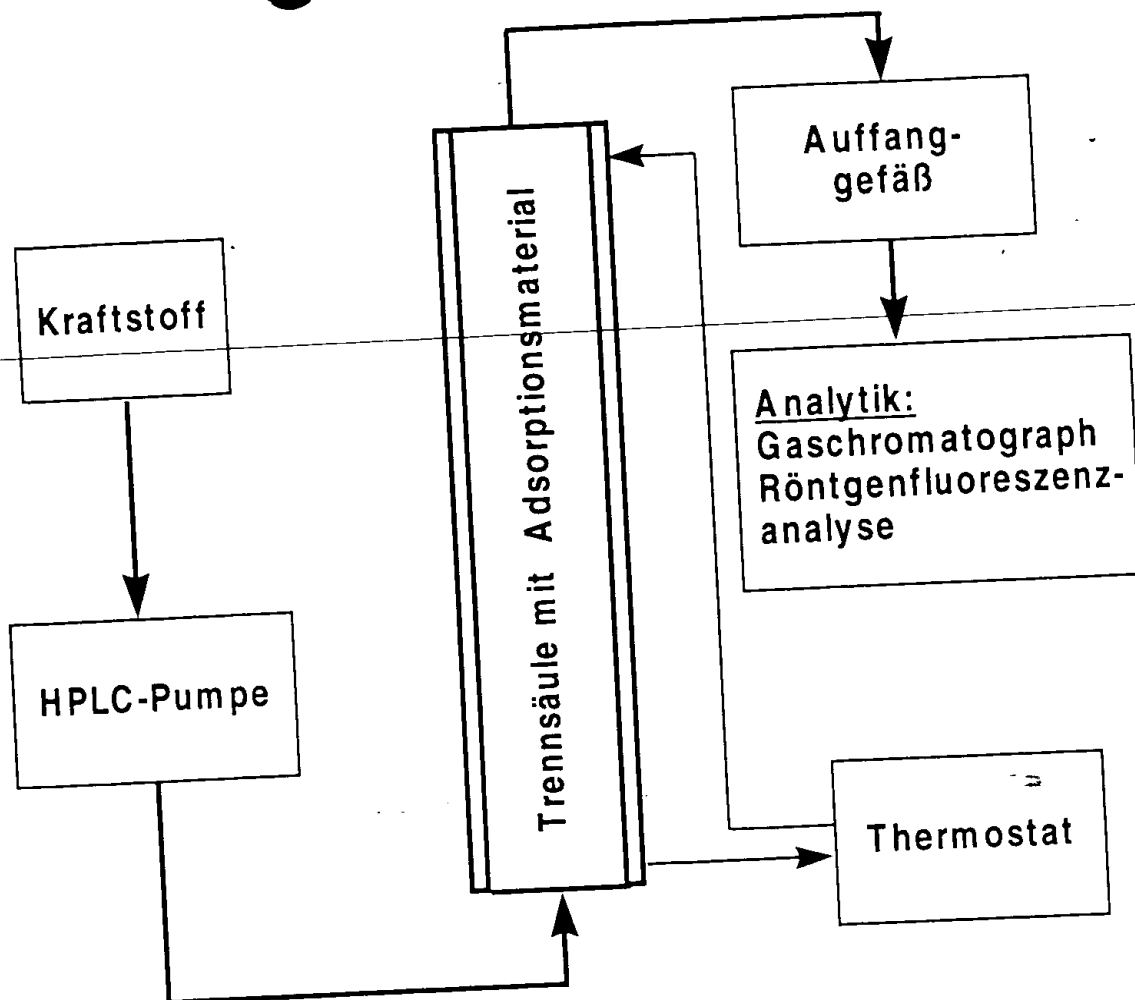 Auffang-
gefäß
Kraftstoff
Trennsäule mit Adsorptionsmaterial
Analytik:
Gaschromatograph
Röntgenfluoreszenz-
analyse
HPLC-Pumpe
Thermostat